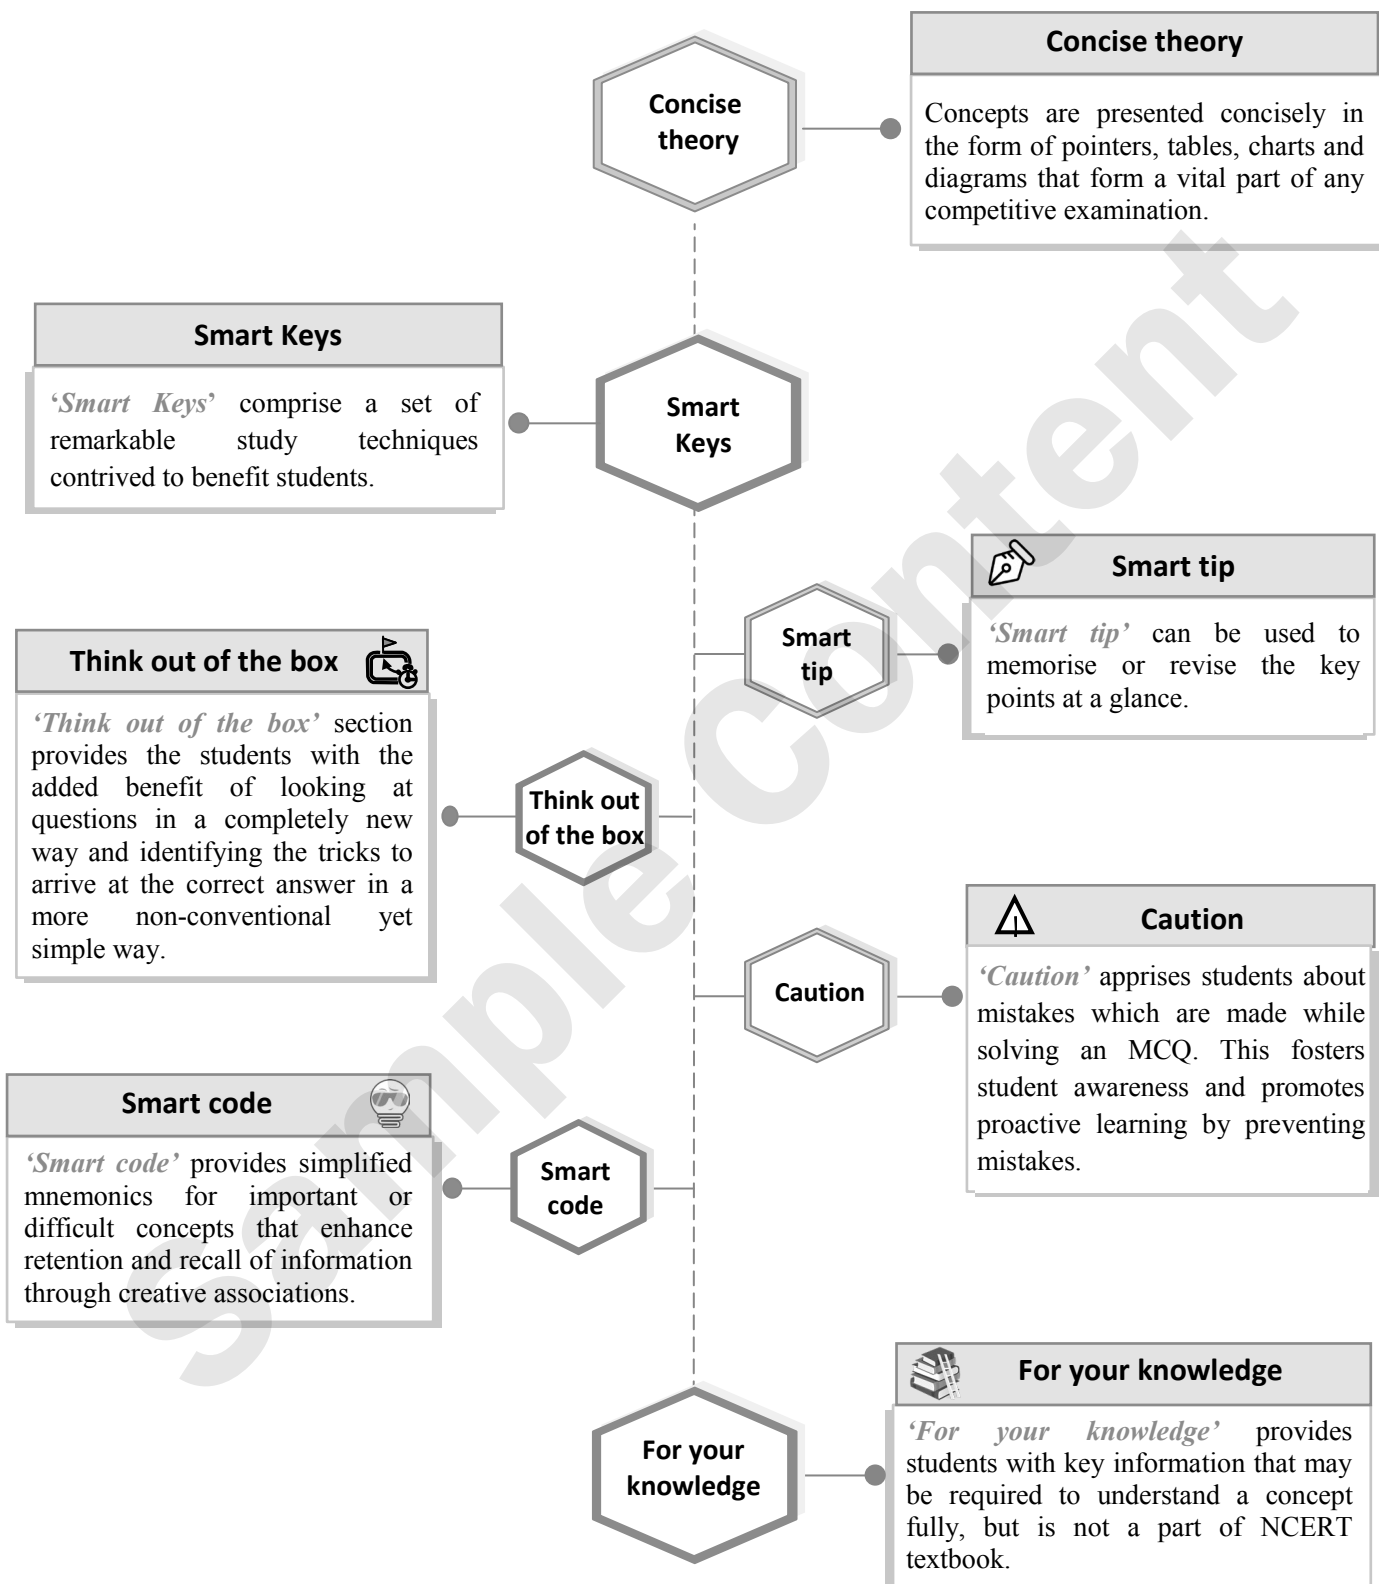 Concise theory
Concise
theory
Concepts are presented concisely in
the form of pointers, tables, charts and
diagrams that form a vital part of any
competitive examination.
Smart Keys
‘Smart Keys’ comprise a set of
remarkable study techniques
contrived to benefit students.
Smart
Keys
Smart tip
Smart
tip
‘Smart tip’ can be used to
memorise or revise the key
points at a glance.
Think out of the box
‘Think out of the box’ section
provides the students with the
added benefit of looking at
questions in a completely new
way and identifying the tricks to
arrive at the correct answer in a
more non-conventional yet
simple way.
Think out
of the box
Caution
Caution
‘Caution’ apprises students about
mistakes which are made while
solving an MCQ. This fosters
student awareness and promotes
proactive learning by preventing
mistakes.
Smart code
‘Smart code’ provides simplified
mnemonics for important or
difficult concepts that enhance
retention and recall of information
through creative associations.
Smart
code
For your knowledge
For your
knowledge
‘For your knowledge’ provides
students with key information that may
be required to understand a concept
fully, but is not a part of NCERT
textbook.
Sample Content